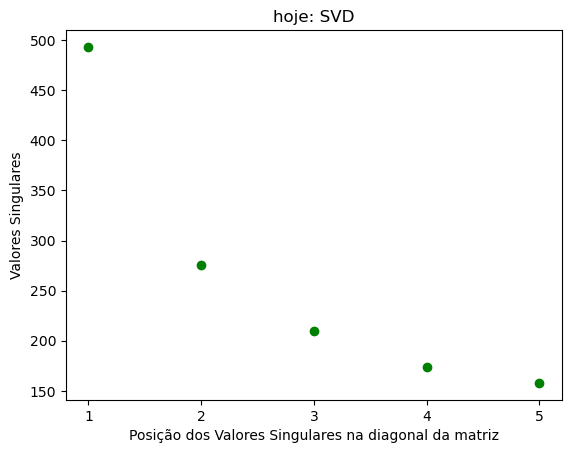 hoje: SVD
500
450
400
350
300
250
200
150
Valores Singulares
1 2 3 4 5
Posição dos Valores Singulares na diagonal da matriz